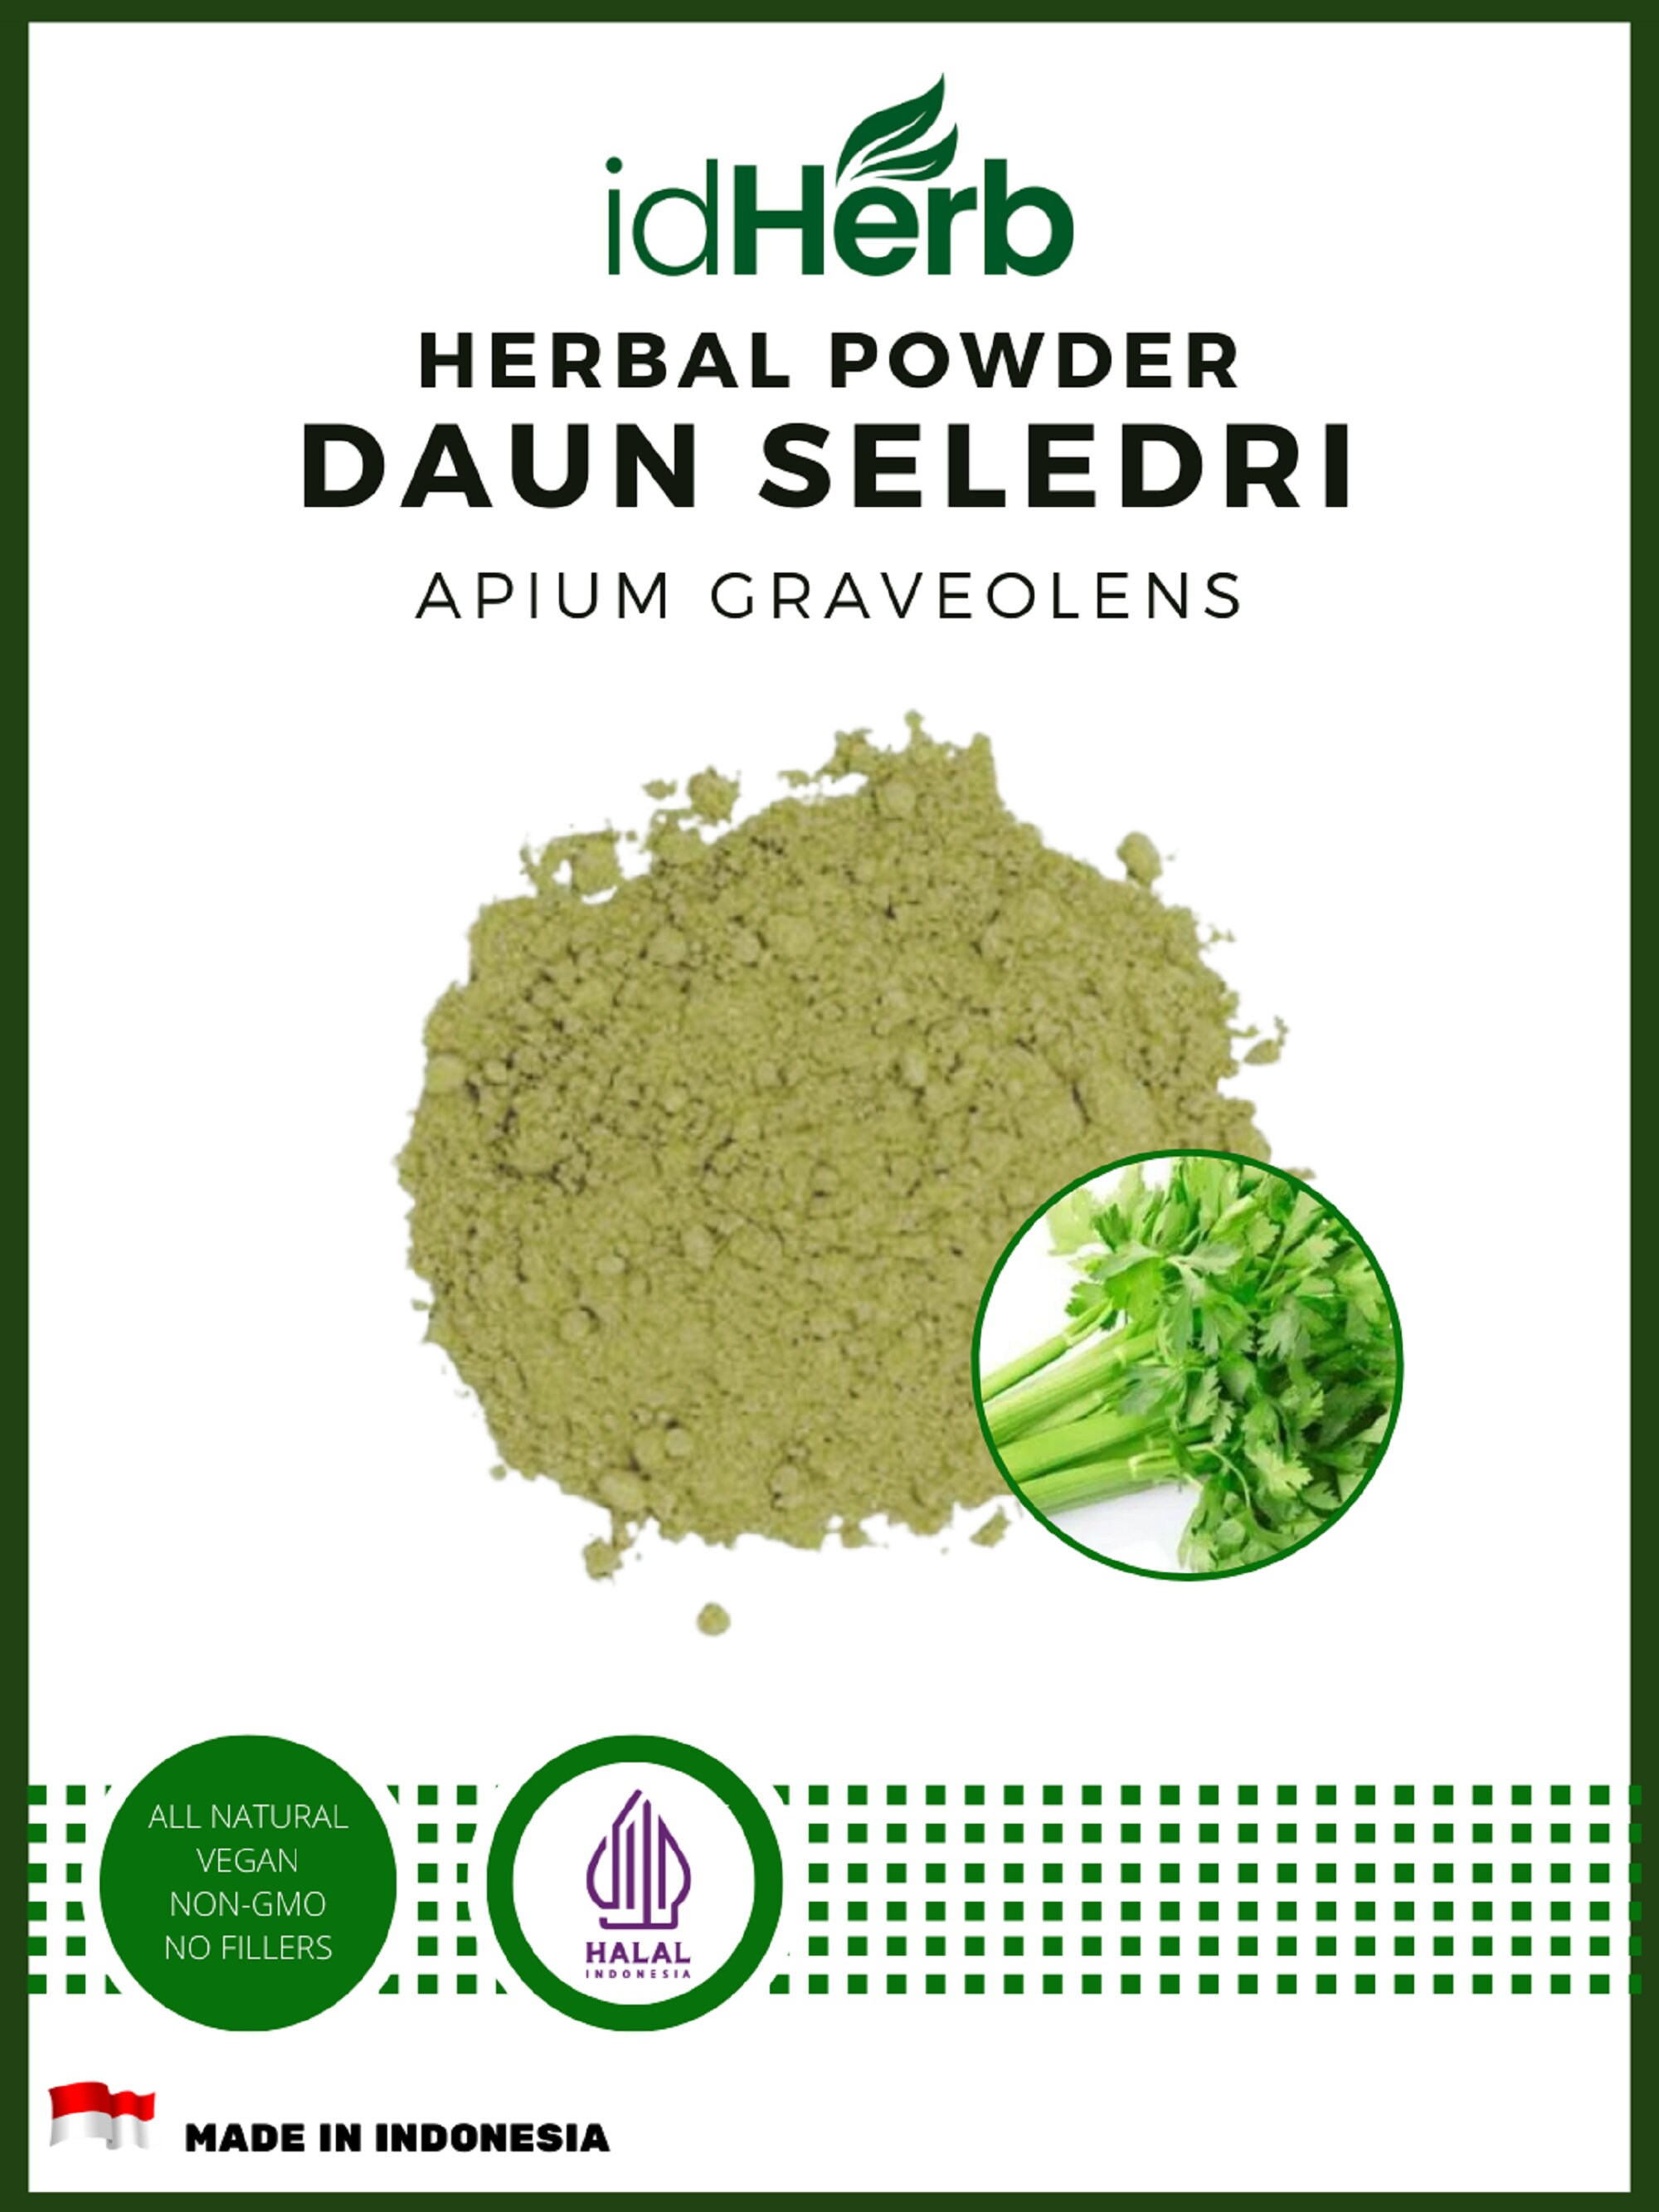 idHerb
HERBAL POWDER
DAUN SELEDRI
APIUM GRAVEOLENS
ALL NATURAL
VEGAN
NON-GMO
NO FILLERS
HALAL
INDONESIA
MADE IN INDONESIA